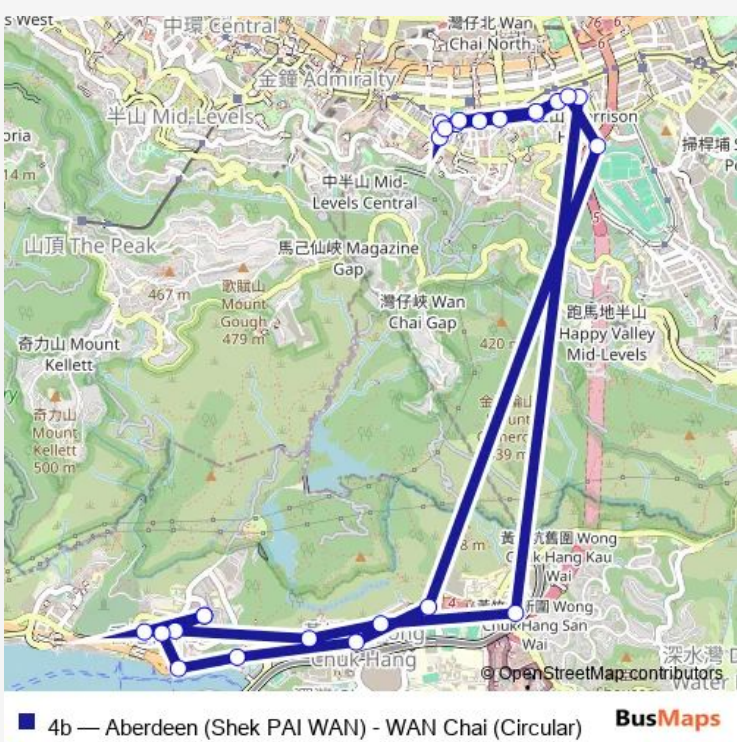 s West
中環 Central
灣仔北 Wan
Chai North
金鐘 Admiralty
半山 Mid-Levels
oria
14 m
中半山 Mid-
Levels Central
掃桿埔 S
山頂 The Peak
馬己仙峽 Magazine
Gap
467 m
歌賦山
Mount
Gough
479 m
灣仔峽 Wan
Chai Gap
跑馬地半山
Happy Valley
Mid-Levels
奇力山 Mount
Kellett
420
奇力山
Mount
Kellett
500 m
黃
坑舊圍 Wong
Chuk Hang Kau
Wai
新圍 Wong
Chuk Hang San
Wai
Chuk Hang
深水灣 D
Water
© OpenStreetMap contributors
4b — Aberdeen (Shek PAI WAN) - WAN Chai (Circular)
BusMaps